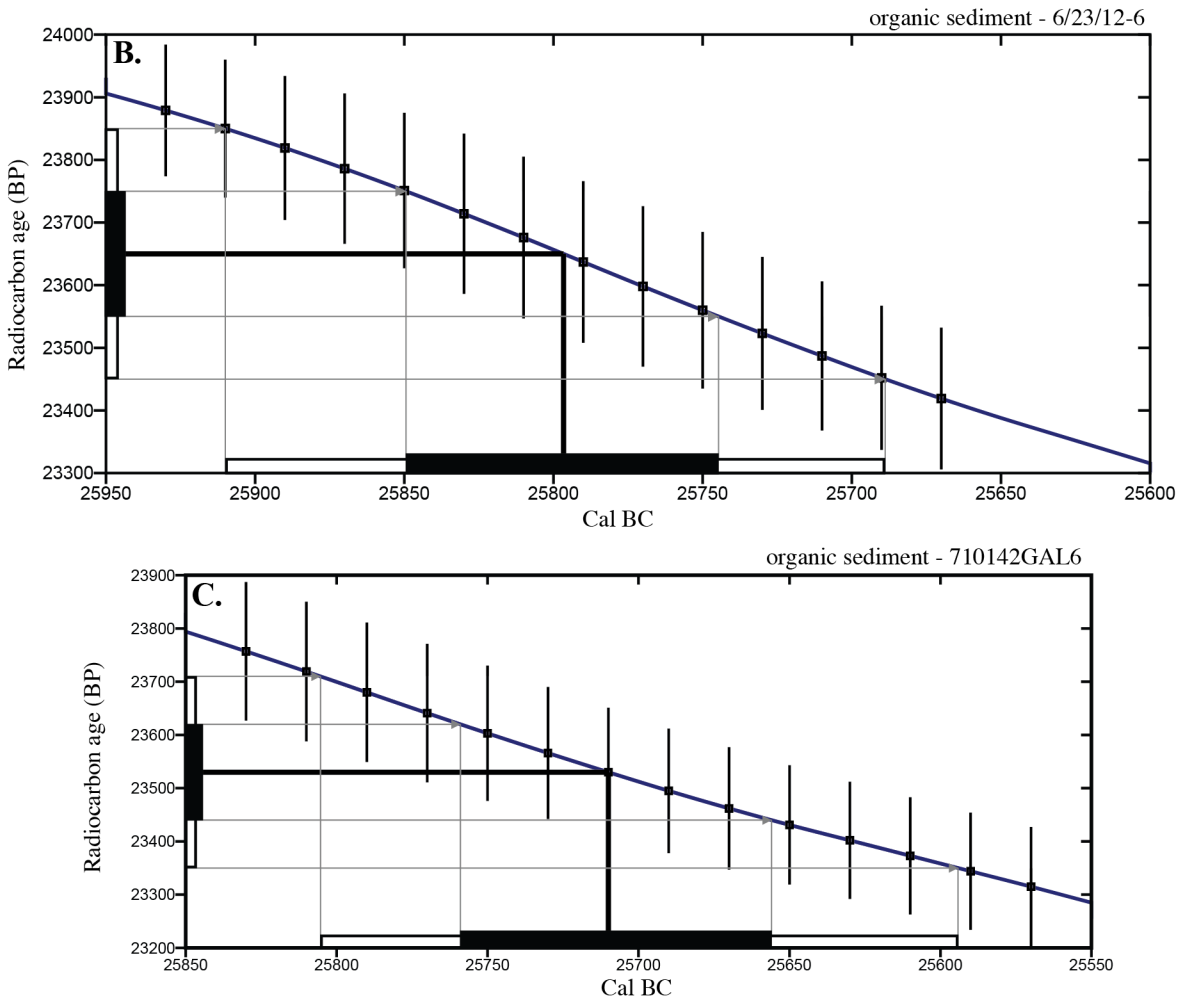 organic sediment - 6/23/12-6
B.
24000
23900
23800
23700
23600
23500
23400
23300
Radiocarbon age (BP)
25950 25900 25850 25800 25750 25700 25650 25600
Cal BC
organic sediment - 710142GAL6
C.
23900
23800
23700
23600
23500
23400
23300
23200
Radiocarbon age (BP)
25850 25800 25750 25700 25650 25600 25550
Cal BC